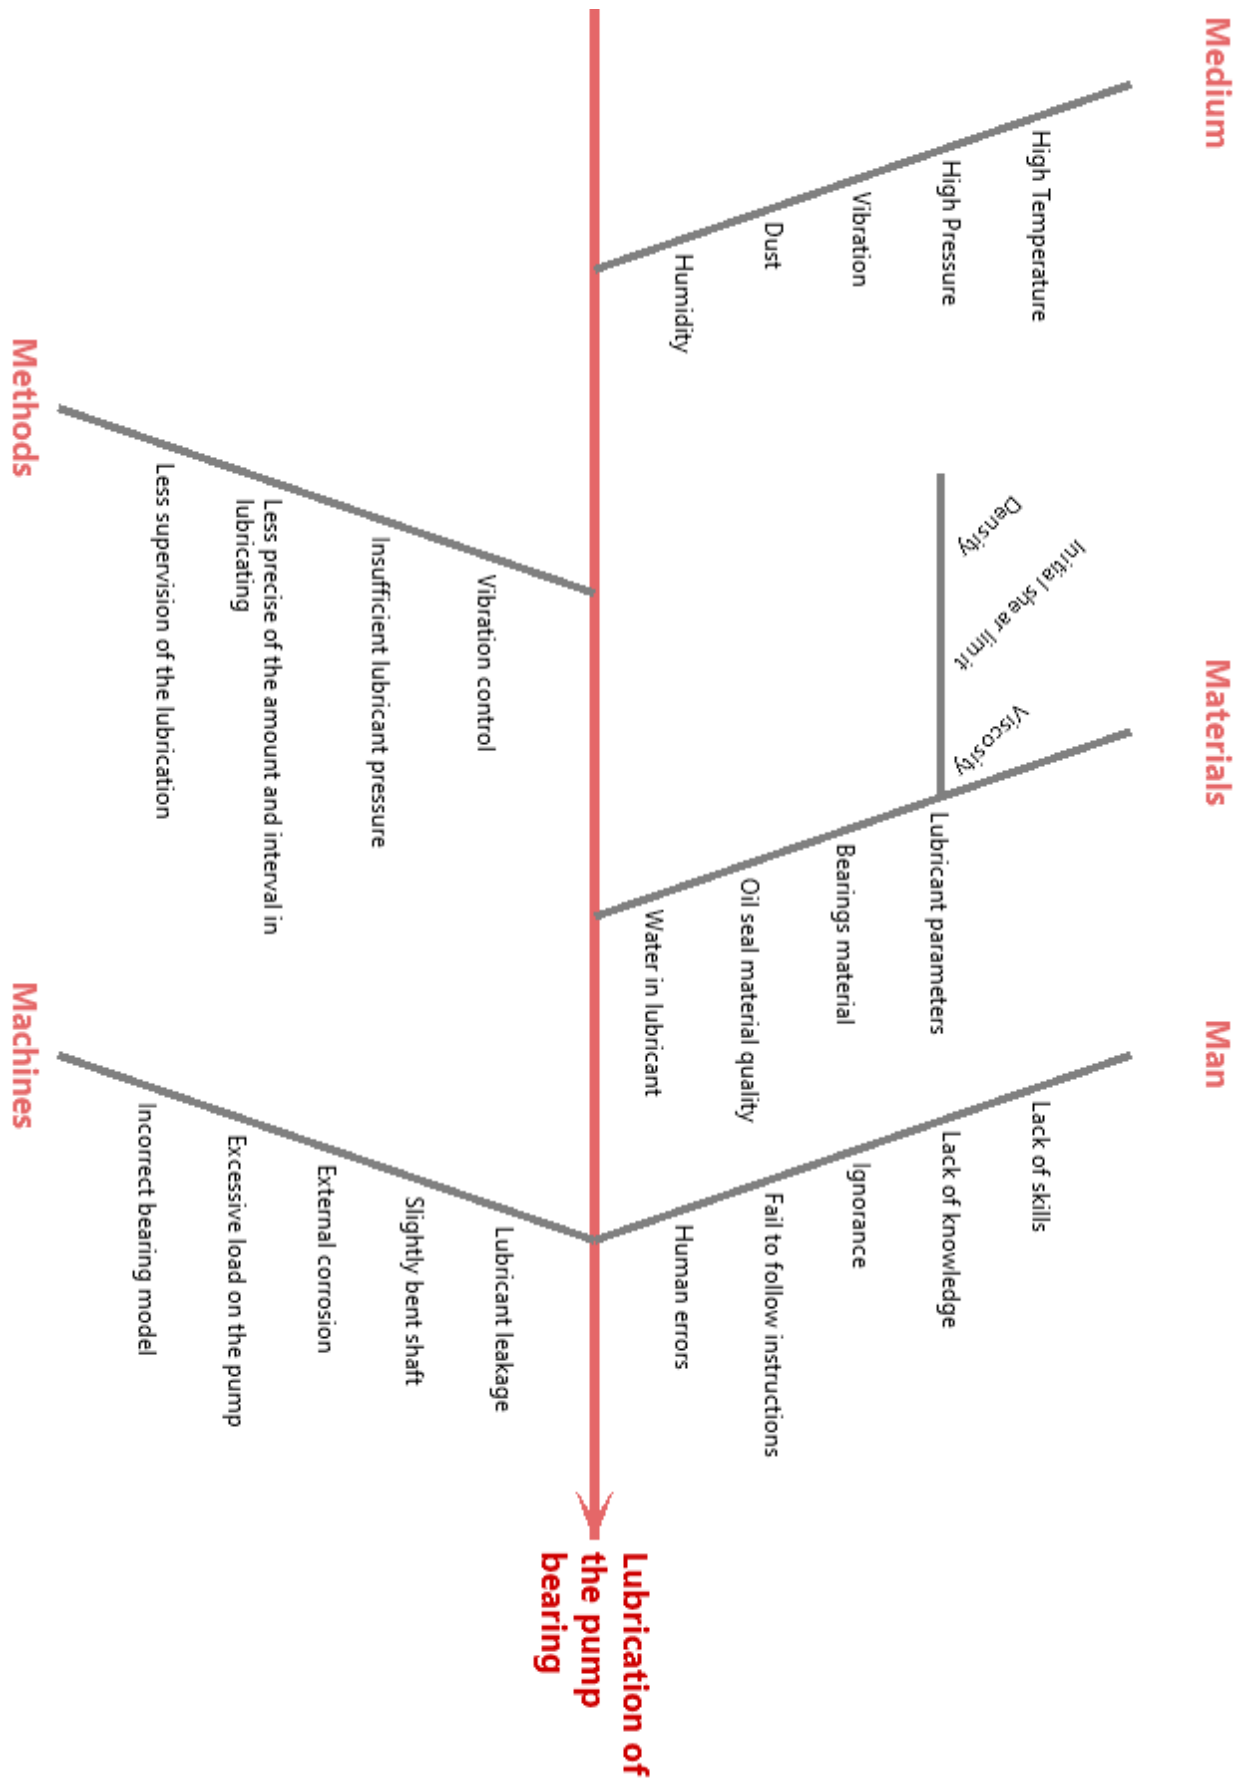 Medium
High Temperature
High Pressure
Vibration
Dust
Humidity
Materials
Density
Initial shear limit
Viscosity
Lubricant parameters
Bearings material
Oil seal material quality
Water in lubricant
Man
Lack of skills
Lack of knowledge
Ignorance
Fail to follow instructions
Human errors
Methods
Vibration control
Insufficient lubricant pressure
Less precise of the amount and interval in
lubricating
Less supervision of the lubrication
Machines
Lubricant leakage
Slightly bent shaft
External corrosion
Excessive load on the pump
Incorrect bearing model
Lubrication of
the pump
bearing